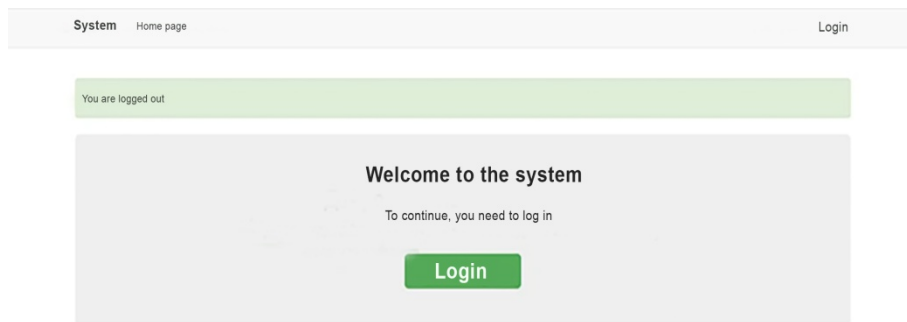 System Home page Login
You are logged out
Welcome to the system
To continue, you need to log in
Login